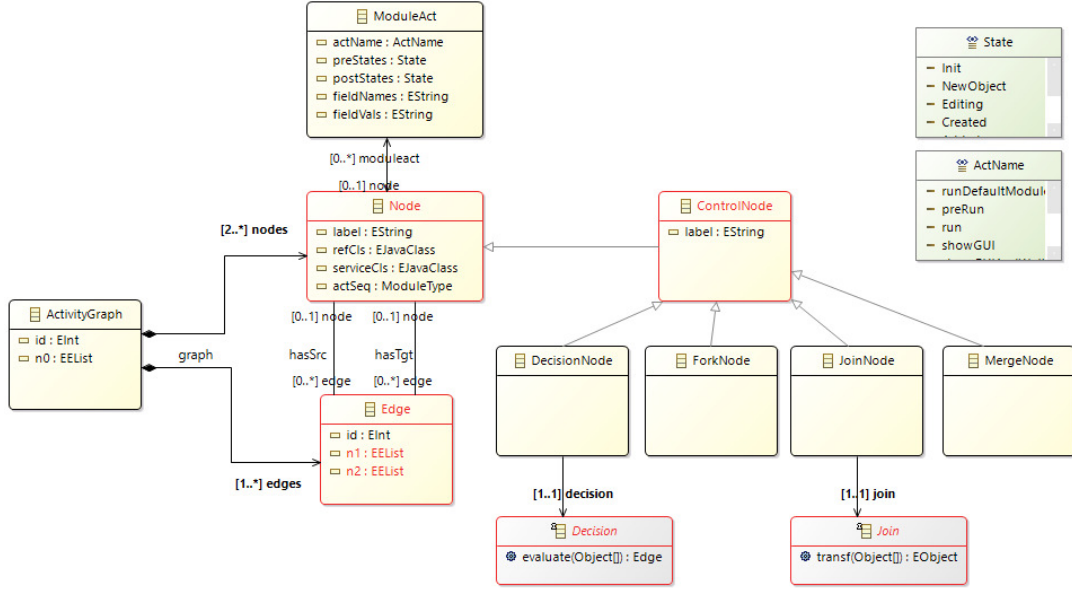 ModuleAct
actName : ActName
preStates : State
postStates : State
fieldNames : EString
fieldVals : EString
State
Init
NewObject
Editing
Created
[0..*] moduleact
[0..1] node
ActName
runDefaultModul
preRun
run
showGUI
Node
label : EString
refCls : EJavaClass
serviceCls : EJavaClass
actSeq : ModuleType
ControlNode
label : EString
[2..*] nodes
ActivityGraph
id : EInt
n0 : EEList
[0..1] node
[0..1] node
graph
hasSrc
hasTgt
[0..*] edge
[0..*] edge
DecisionNode
ForkNode
JoinNode
MergeNode
Edge
id : EInt
n1 : EEList
n2 : EEList
[1..*] edges
[1..1] decision
[1..1] join
Decision
evaluate(Object[]) : Edge
Join
transf(Object[]) : EObject